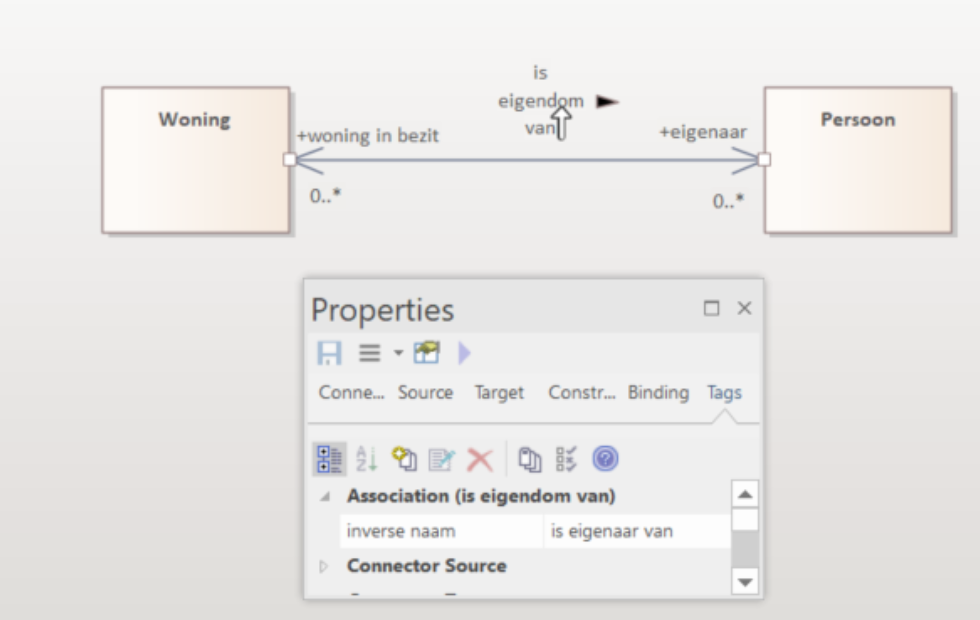 is
eigendom
van
Woning
Persoon
+woning in bezit
+eigenaar
0..*
0..*
Properties
Conne... Source Target Constr... Binding Tags
Association (is eigendom van)
inverse naam is eigenaar van
Connector Source